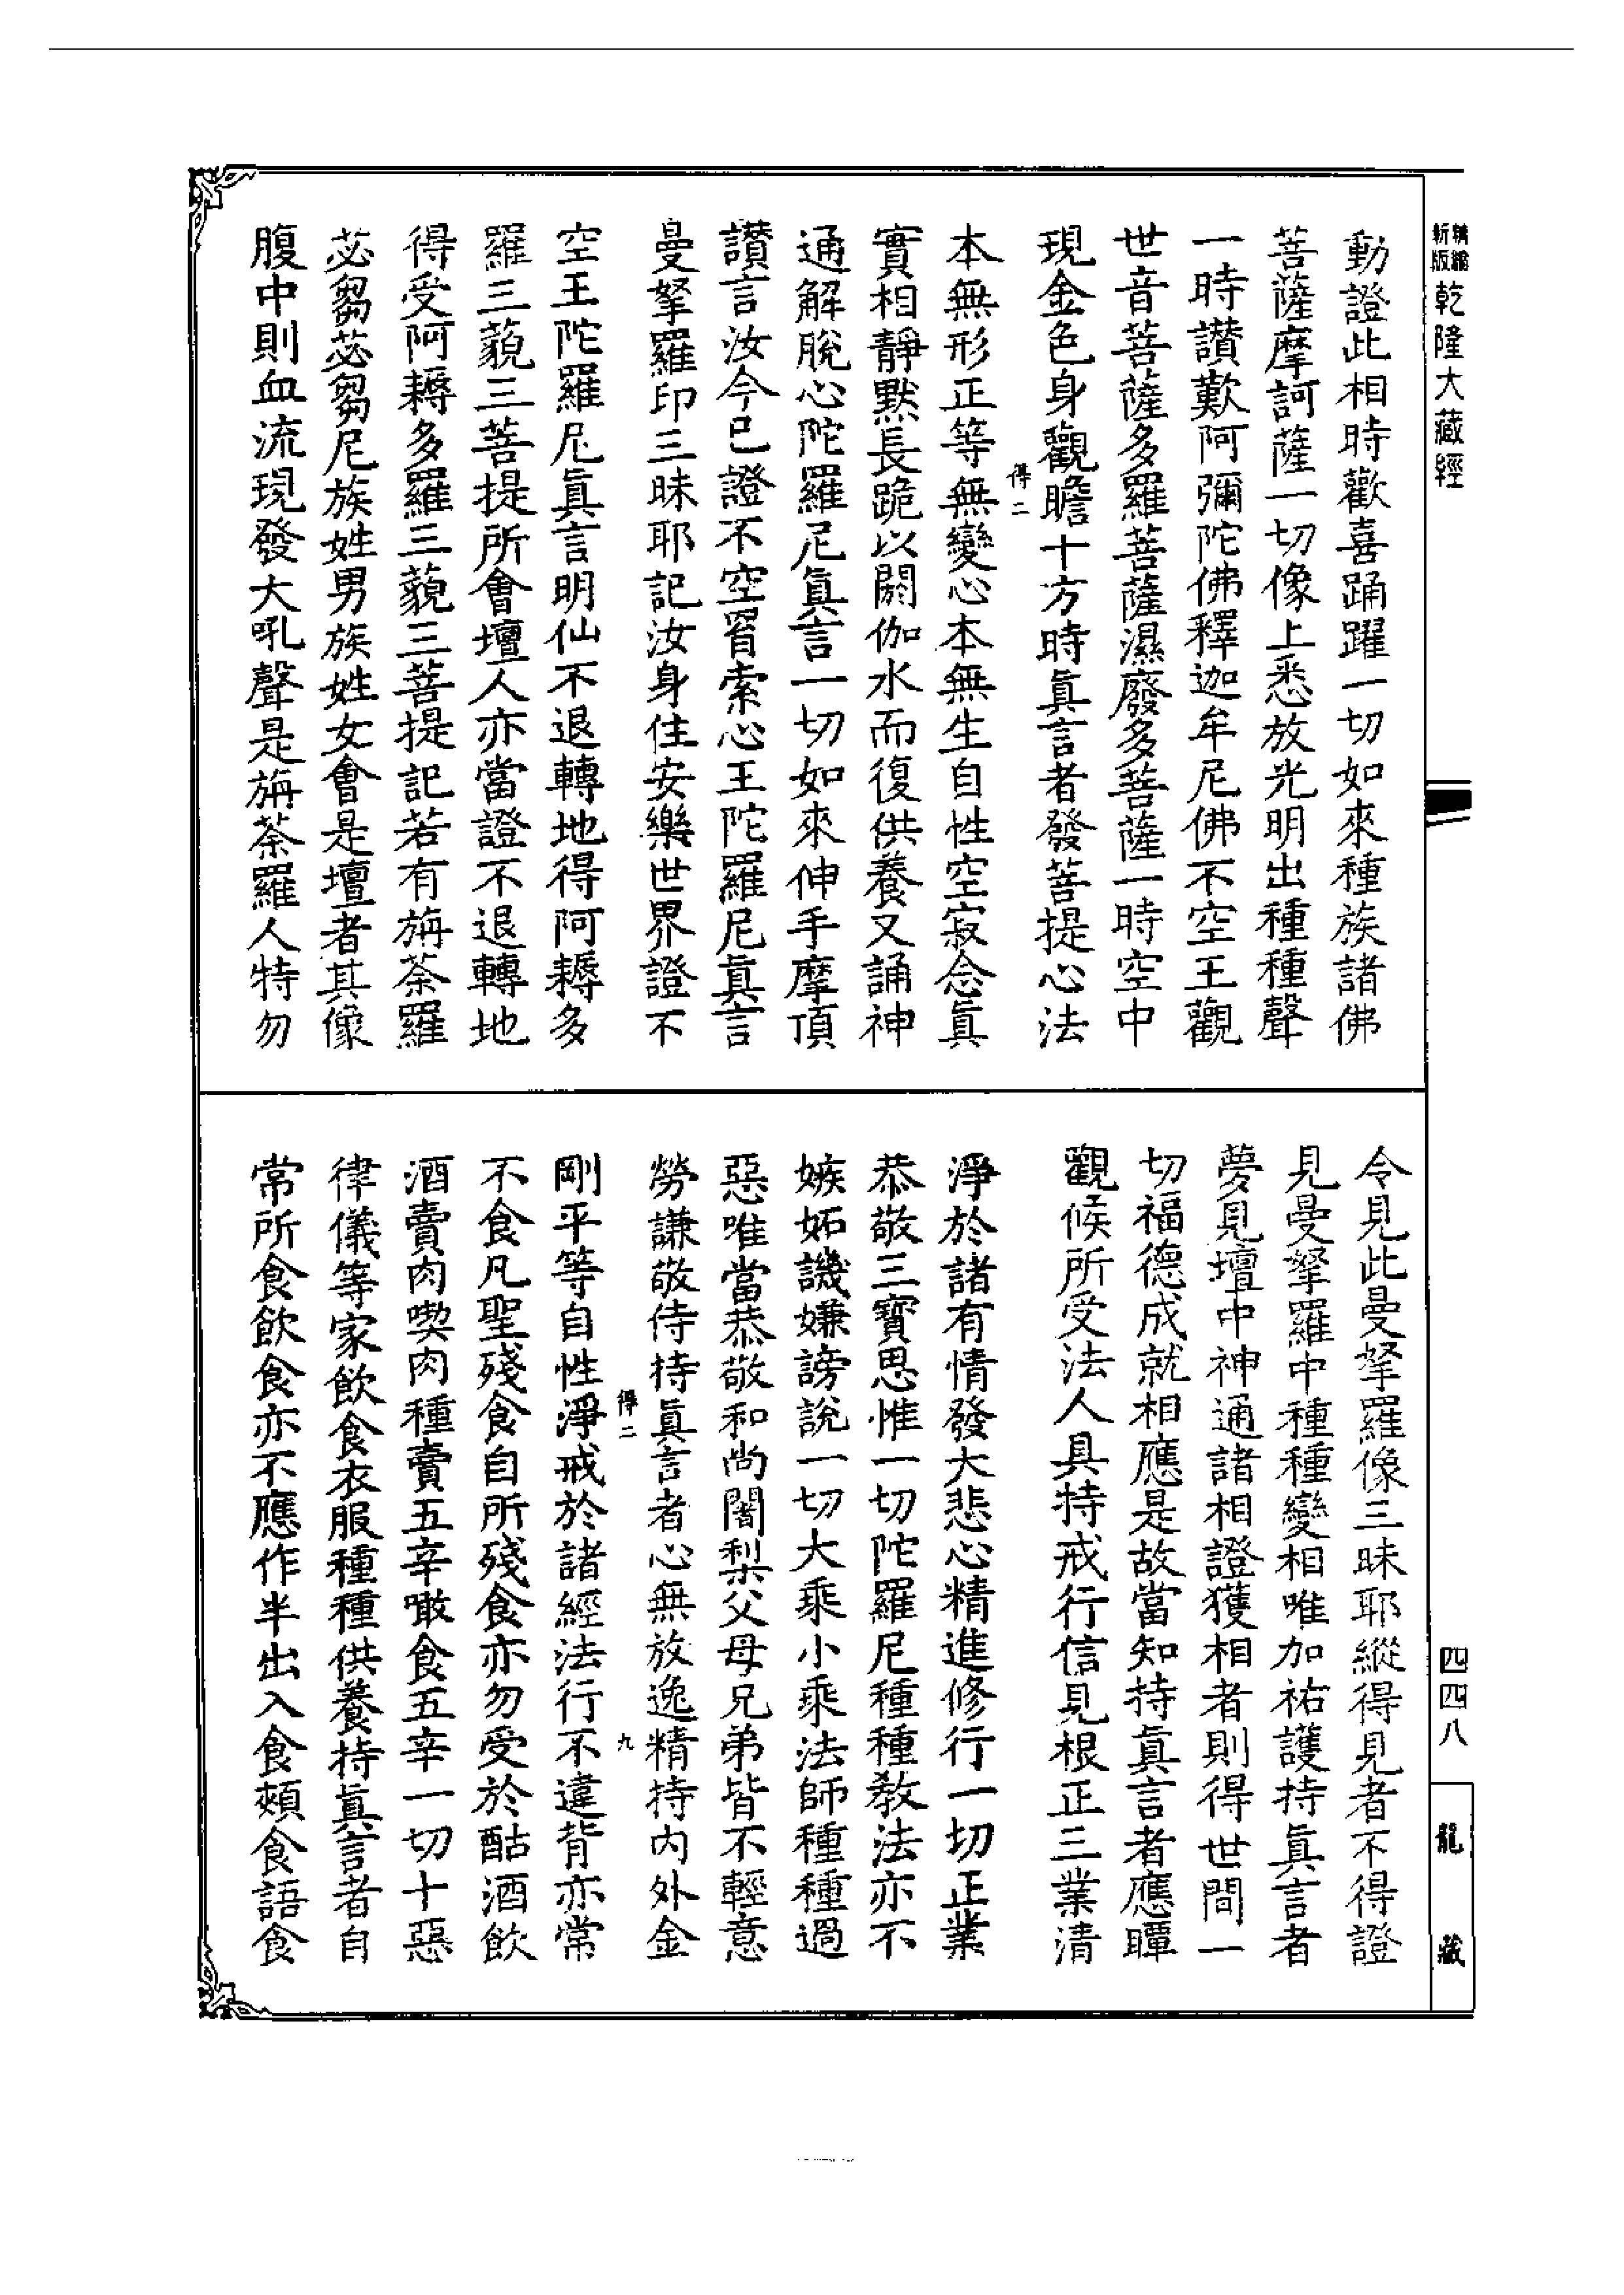 精縮
新版
乾隆大藏經
動證此相時歡喜踊躍一切如來種族諸佛
菩薩摩訶薩一切像上悉放光明出種種聲
一時讃歎阿彌陀佛釋迦牟尼佛不空王觀
世音菩薩多羅菩薩濕廢多菩薩一時空中
現金色身觀瞻十方時眞言者發菩提心法
得二
本無形正等無變心本無生自性空寂念眞
實相靜默長跪以閼伽水而復供養又誦神
通解脫心陀羅尼眞言一切如來伸手摩頂
讃言汝今已證不空罥索心王陀羅尼眞言
曼拏羅印三昧耶記汝身住安樂世界證不
空王陀羅尼眞言明仙不退轉地得阿耨多
羅三藐三菩提所會壇人亦當證不退轉地
得受阿耨多羅三藐三菩提記若有旃荼羅
苾芻苾芻尼族姓男族姓女會是壇者其像
腹中則血流現發大吼聲是旃荼羅人特勿
令見此曼拏羅像三昧耶縱得見者不得證
見曼拏羅中種種變相唯加祐護持眞言者
夢見壇中神通諸相證獲相者則得世間一
切福德成就相應是故當知持眞言者應瞫
觀候所受法人具持戒行信見根正三業清
淨於諸有情發大悲心精進修行一切正業
恭敬三寶思惟一切陀羅尼種種教法亦不
嫉妬譏嫌謗說一切大乘小乘法師種種過
惡唯當恭敬和尚闍梨父母兄弟皆不輕意
勞謙敬侍持眞言者心無放逸精持内外金
得二
九
剛平等自性淨戒於諸經法行不違背亦常
不食凡聖殘食自所殘食亦勿受於酤酒飲
酒賣肉喫肉種賣五辛噉食五辛一切十惡
律儀等家飲食衣服種種供養持眞言者自
常所食飲食亦不應作半出入食頰食語食
四四八
龍
藏